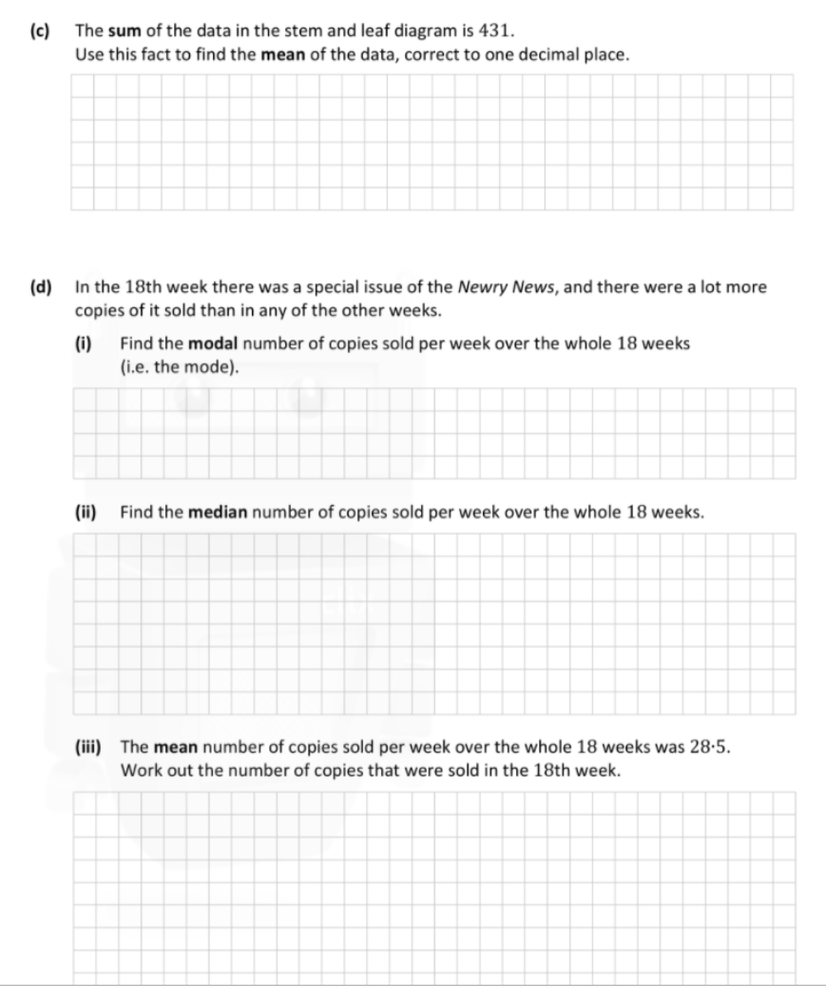 (c) The sum of the data in the stem and leaf diagram is 431.
Use this fact to find the mean of the data, correct to one decimal place.
(d) In the 18th week there was a special issue of the Newry News, and there were a lot more
copies of it sold than in any of the other weeks.
(i) Find the modal number of copies sold per week over the whole 18 weeks
(i.e. the mode).
(ii) Find the median number of copies sold per week over the whole 18 weeks.
(iii) The mean number of copies sold per week over the whole 18 weeks was 28·5.
Work out the number of copies that were sold in the 18th week.